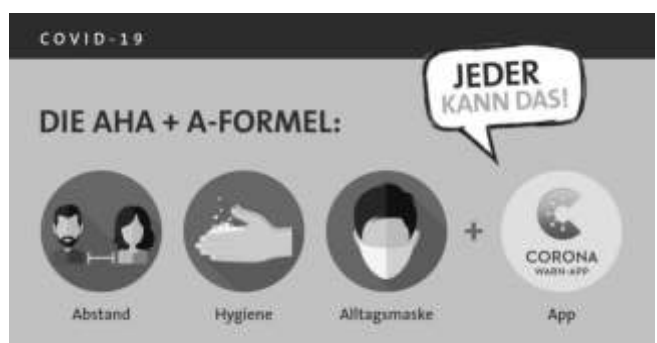 COVID-19
JEDER
KANN DAS!
DIE AHA + A-FORMEL:
+
CORONA
WARN-APP
Abstand
Hygiene
Alltagsmaske
App